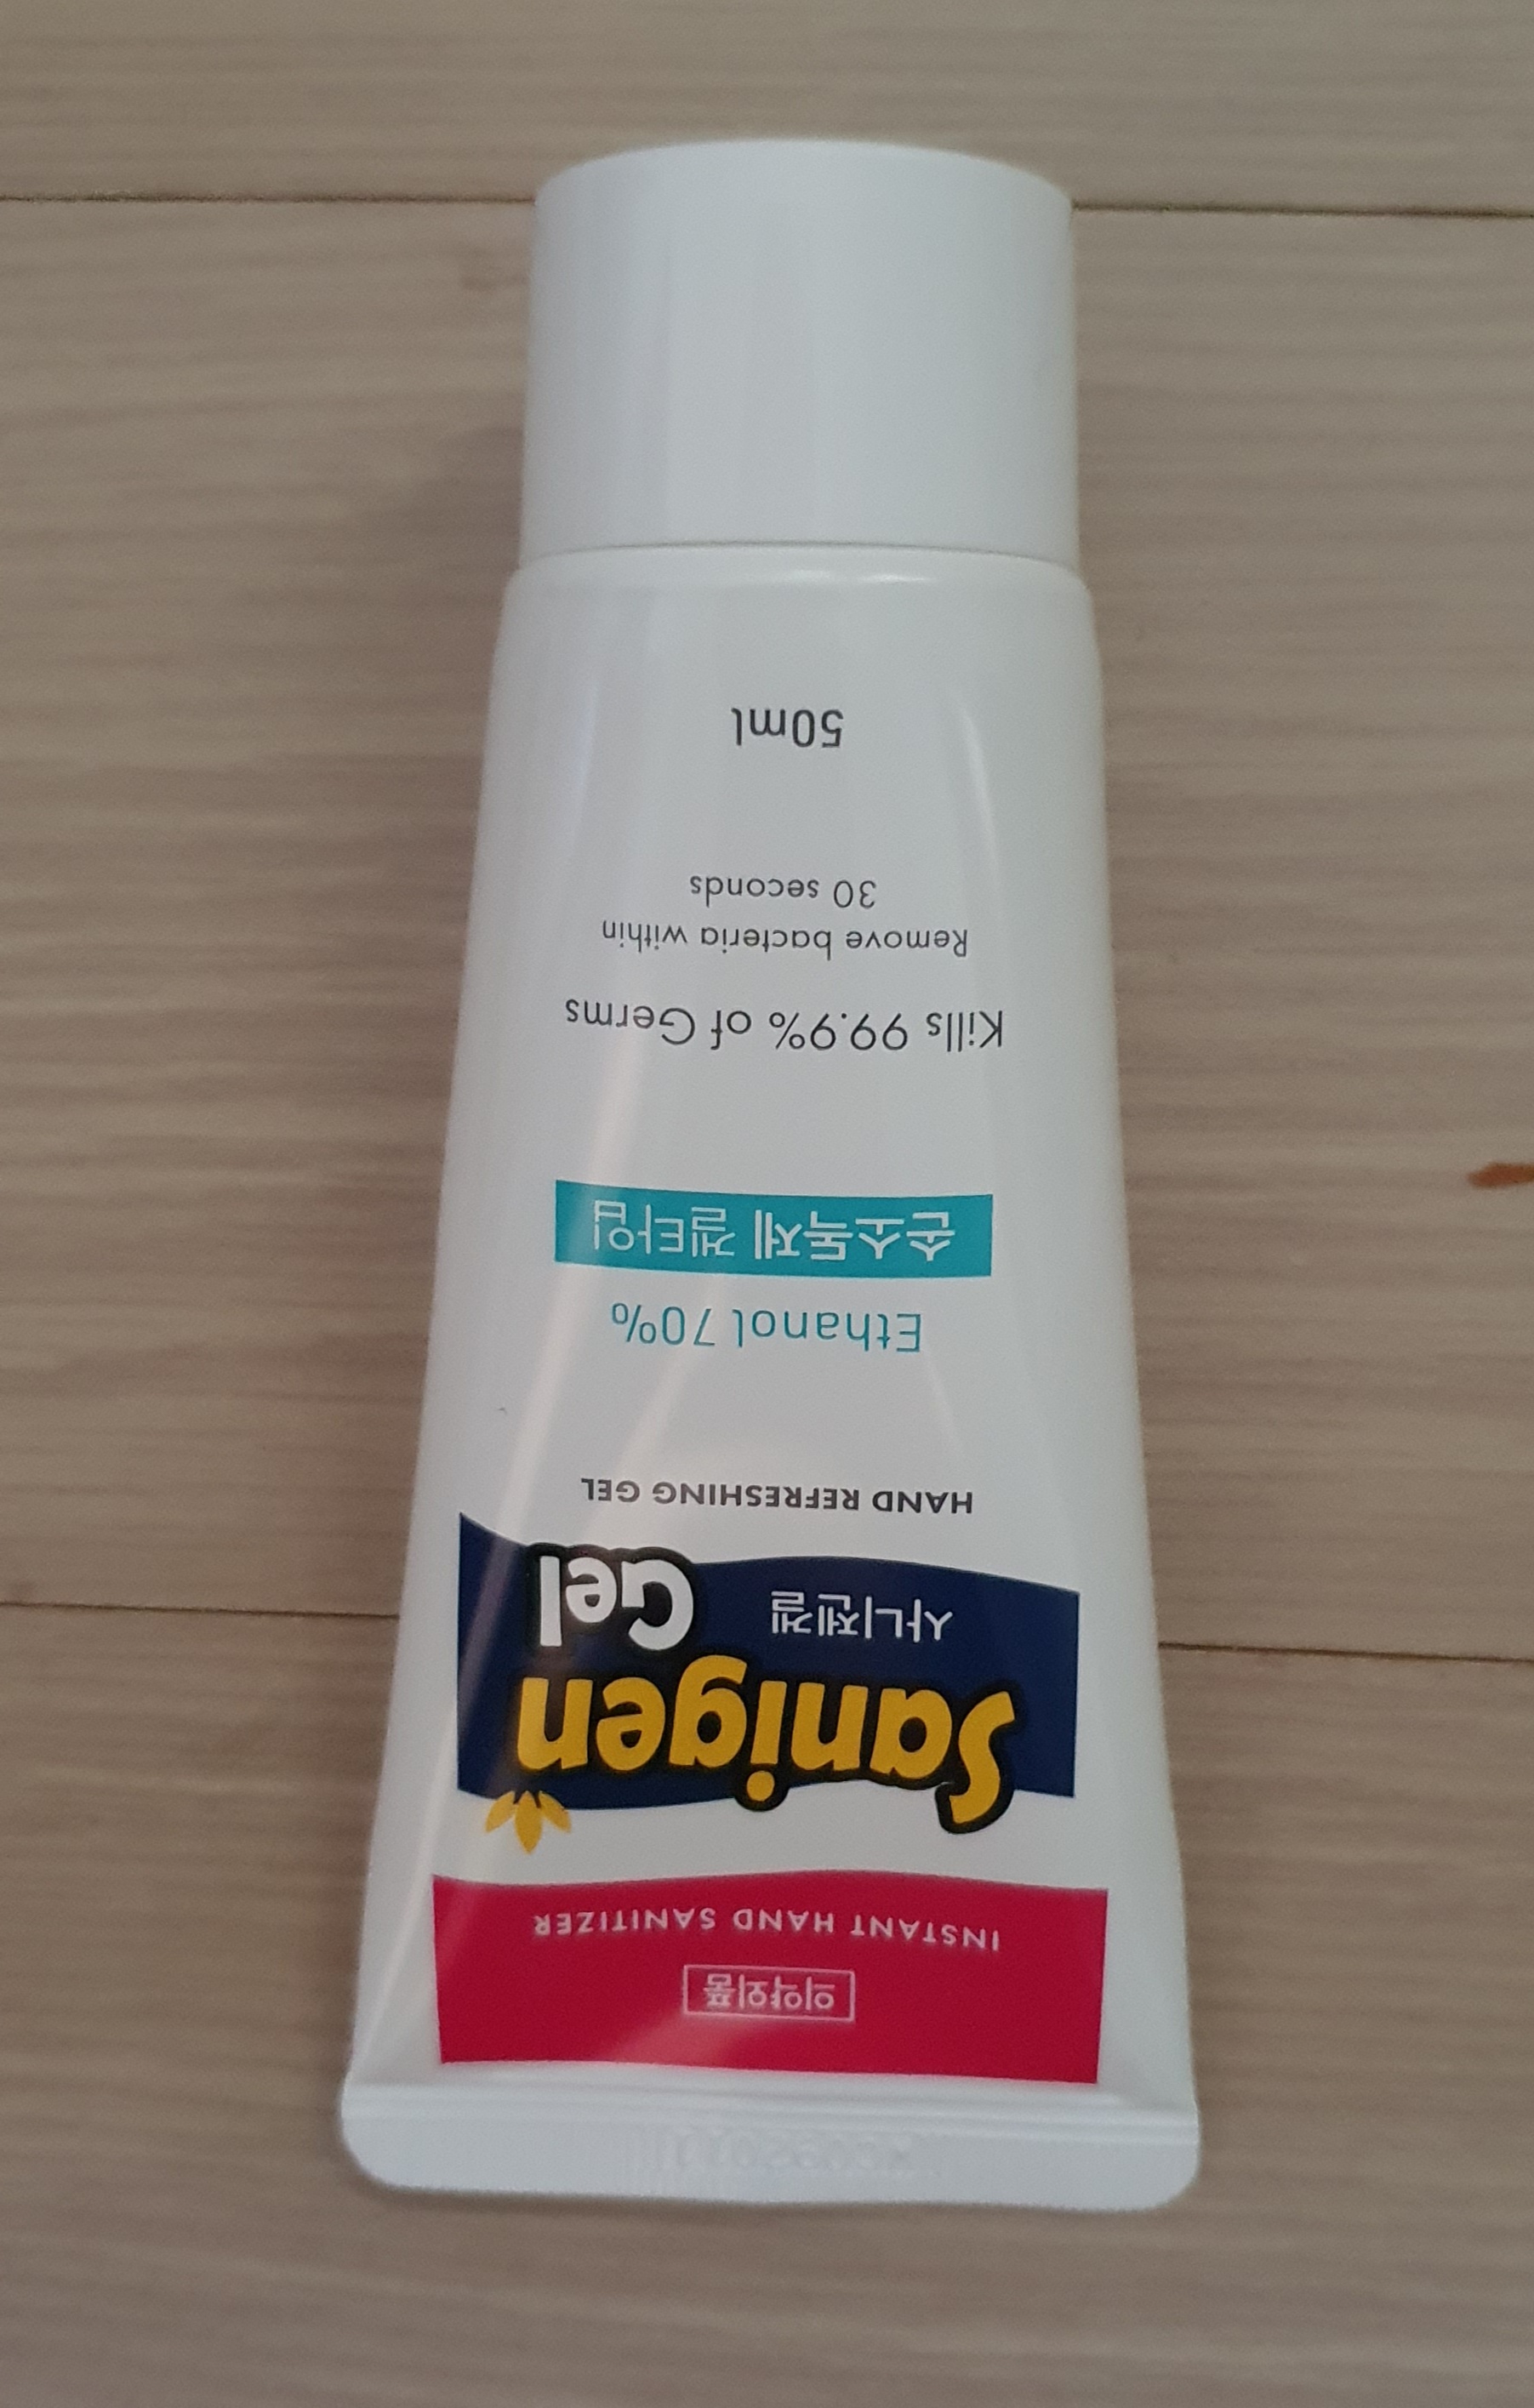 의약외품
INSTANT HAND SANITIZER
Sanigen
사니젠겔 Gel
HAND REFRESHING GEL
Ethanol 70%
손소독제 겔타입
Kills 99.9% of Germs
Remove bacteria within
30 seconds
50ml